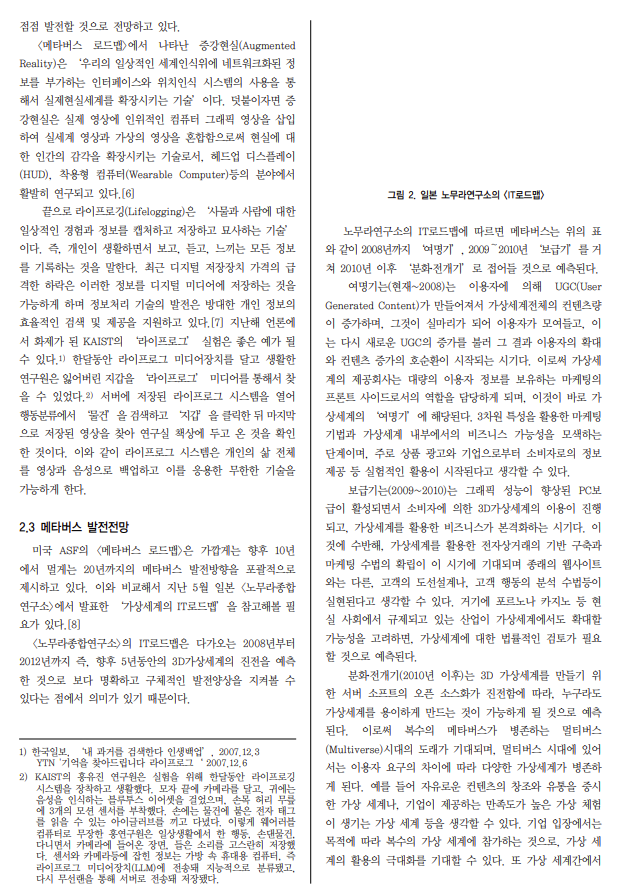 점점 발전할 것으로 전망하고 있다.
〈메타버스 로드맵〉에서 나타난 증강현실(Augmented
Reality)은 ‘우리의 일상적인 세계인식위에 네트워크화된 정
보를 부가하는 인터페이스와 위치인식 시스템의 사용을 통
해서 실제현실세계를 확장시키는 기술’이다. 덧붙이자면 증
강현실은 실제 영상에 인위적인 컴퓨터 그래픽 영상을 삽입
하여 실세계 영상과 가상의 영상을 혼합함으로써 현실에 대
한 인간의 감각을 확장시키는 기술로서, 헤드업 디스플레이
(HUD), 착용형 컴퓨터(Wearable Computer)등의 분야에서
활발히 연구되고 있다.[6]
끝으로 라이프로깅(Lifelogging)은 ‘사물과 사람에 대한
일상적인 경험과 정보를 캡처하고 저장하고 묘사하는 기술’
이다. 즉, 개인이 생활하면서 보고, 듣고, 느끼는 모든 정보
를 기록하는 것을 말한다. 최근 디지털 저장장치 가격의 급
격한 하락은 이러한 정보를 디지털 미디어에 저장하는 것을
가능하게 하며 정보처리 기술의 발전은 방대한 개인 정보의
효율적인 검색 및 제공을 지원하고 있다.[7] 지난해 언론에
서 화제가 된 KAIST의 ‘라이프로그’ 실험은 좋은 예가 될
수 있다.1) 한달동안 라이프로그 미디어장치를 달고 생활한
연구원은 잃어버린 지갑을 ‘라이프로그’ 미디어를 통해서 찾
을 수 있었다.2) 서버에 저장된 라이프로그 시스템을 열어
행동분류에서 ‘물건’을 검색하고 ‘지갑’을 클릭한 뒤 마지막
으로 저장된 영상을 찾아 연구실 책상에 두고 온 것을 확인
한 것이다. 이와 같이 라이프로그 시스템은 개인의 삶 전체
를 영상과 음성으로 백업하고 이를 응용한 무한한 기술을
가능하게 한다.
2.3 메타버스 발전전망
미국 ASF의 〈메타버스 로드맵〉은 가깝게는 향후 10년
에서 멀게는 20년까지의 메타버스 발전방향을 포괄적으로
제시하고 있다. 이와 비교해서 지난 5월 일본 〈노무라종합
연구소〉에서 발표한 ‘가상세계의 IT로드맵’을 참고해볼 필
요가 있다.[8]
〈노무라종합연구소〉의 IT로드맵은 다가오는 2008년부터
2012년까지 즉, 향후 5년동안의 3D가상세계의 진전을 예측
한 것으로 보다 명확하고 구체적인 발전양상을 지켜볼 수
있다는 점에서 의미가 있기 때문이다.
1) 한국일보, ‘내 과거를 검색한다 인생백업’, 2007.12.3
YTN ‘기억을 찾아드립니다 라이프로그 ’ 2007.12.6
2) KAIST의 홍유진 연구원은 실험을 위해 한달동안 라이프로깅
시스템을 장착하고 생활했다. 모자 끝에 카메라를 달고, 귀에는
음성을 인식하는 블루투스 이어셋을 걸었으며, 손목 허리 무릎
에 3개의 모션 센서를 부착했다. 손에는 물건에 붙은 전자 태그
를 읽을 수 있는 아이글러브를 끼고 다녔다. 이렇게 웨어러블
컴퓨터로 무장한 홍연구원은 일상생활에서 한 행동, 손댄물건,
다니면서 카메라에 들어온 장면, 들은 소리를 고스란히 저장했
다. 센서와 카메라등에 잡힌 정보는 가방 속 휴대용 컴퓨터, 즉
라이프로그 미디어장치(LLM)에 전송돼 지능적으로 분류됐고,
다시 무선랜을 통해 서버로 전송돼 저장됐다.
그림 2. 일본 노무라연구소의 〈IT로드맵〉
노무라연구소의 IT로드맵에 따르면 메타버스는 위의 표
와 같이 2008년까지 ‘여명기’, 2009~2010년 ‘보급기’를 거
쳐 2010년 이후 ‘분화전개기’로 접어들 것으로 예측된다.
여명기는(현재~2008)는 이용자에 의해 UGC(User
Generated Content)가 만들어져서 가상세계전체의 컨텐츠량
이 증가하며, 그것이 실마리가 되어 이용자가 모여들고, 이
는 다시 새로운 UGC의 증가를 불러 그 결과 이용자의 확대
와 컨텐츠 증가의 호순환이 시작되는 시기다. 이로써 가상세
계의 제공회사는 대량의 이용자 정보를 보유하는 마케팅의
프론트 사이드로서의 역할을 담당하게 되며, 이것이 바로 가
상세계의 ‘여명기’에 해당된다. 3차원 특성을 활용한 마케팅
기법과 가상세계 내부에서의 비즈니스 가능성을 모색하는
단계이며, 주로 상품 광고와 기업으로부터 소비자로의 정보
제공 등 실험적인 활용이 시작된다고 생각할 수 있다.
보급기는(2009~2010)는 그래픽 성능이 향상된 PC보
급이 활성되면서 소비자에 의한 3D가상세계의 이용이 진행
되고, 가상세계를 활용한 비즈니스가 본격화하는 시기다. 이
것에 수반해, 가상세계를 활용한 전자상거래의 기반 구축과
마케팅 수법의 확립이 이 시기에 기대되며 종래의 웹사이트
와는 다른, 고객의 도선설계나, 고객 행동의 분석 수법등이
실현된다고 생각할 수 있다. 거기에 포르노나 카지노 등 현
실 사회에서 규제되고 있는 산업이 가상세계에서도 확대할
가능성을 고려하면, 가상세계에 대한 법률적인 검토가 필요
할 것으로 예측된다.
분화전개기(2010년 이후)는 3D 가상세계를 만들기 위
한 서버 소프트의 오픈 소스화가 진전함에 따라, 누구라도
가상세계를 용이하게 만드는 것이 가능하게 될 것으로 예측
된다. 이로써 복수의 메타버스가 병존하는 멀티버스
(Multiverse)시대의 도래가 기대되며, 멀티버스 시대에 있어
서는 이용자 요구의 차이에 따라 다양한 가상세계가 병존하
게 된다. 예를 들어 자유로운 컨텐츠의 창조와 유통을 중시
한 가상 세계나, 기업이 제공하는 만족도가 높은 가상 체험
이 생기는 가상 세계 등을 생각할 수 있다. 기업 입장에서는
목적에 따라 복수의 가상 세계에 참가하는 것으로, 가상 세
계의 활용의 극대화를 기대할 수 있다. 또 가상 세계간에서